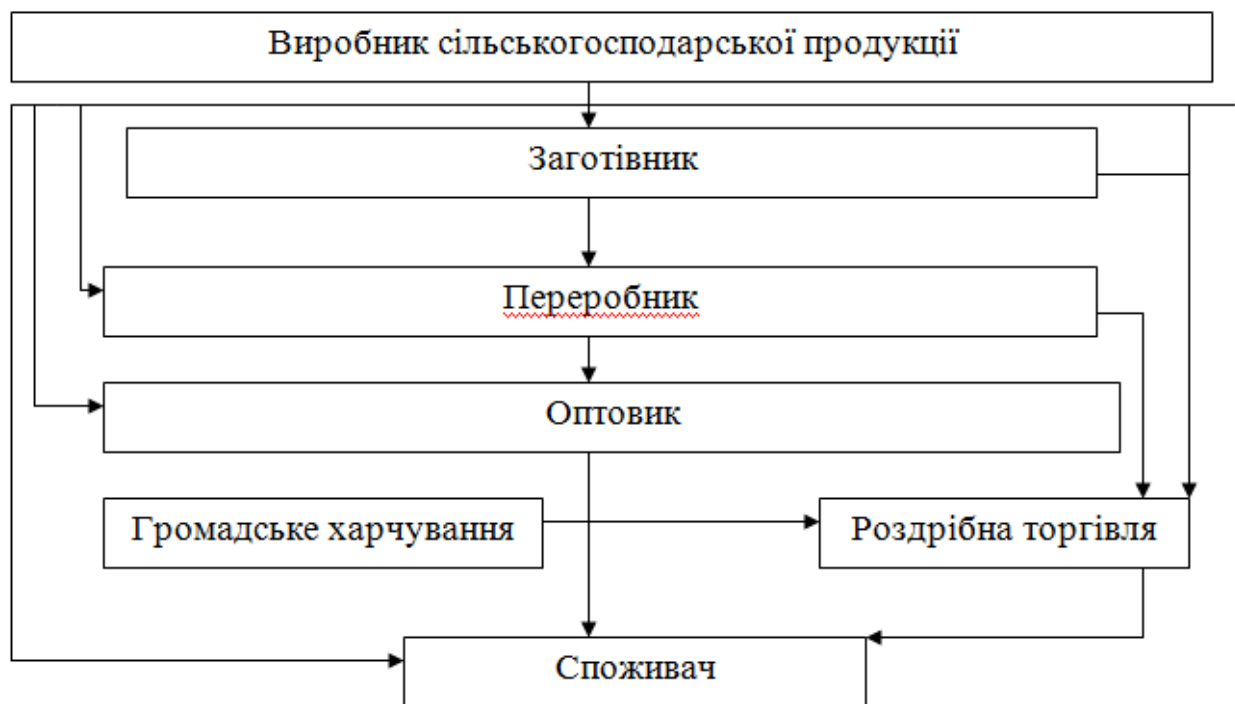 Виробник сільськогосподарської продукції
Заготівник
Переробник
Оптовик
Громадське харчування
Роздрібна торгівля
Споживач